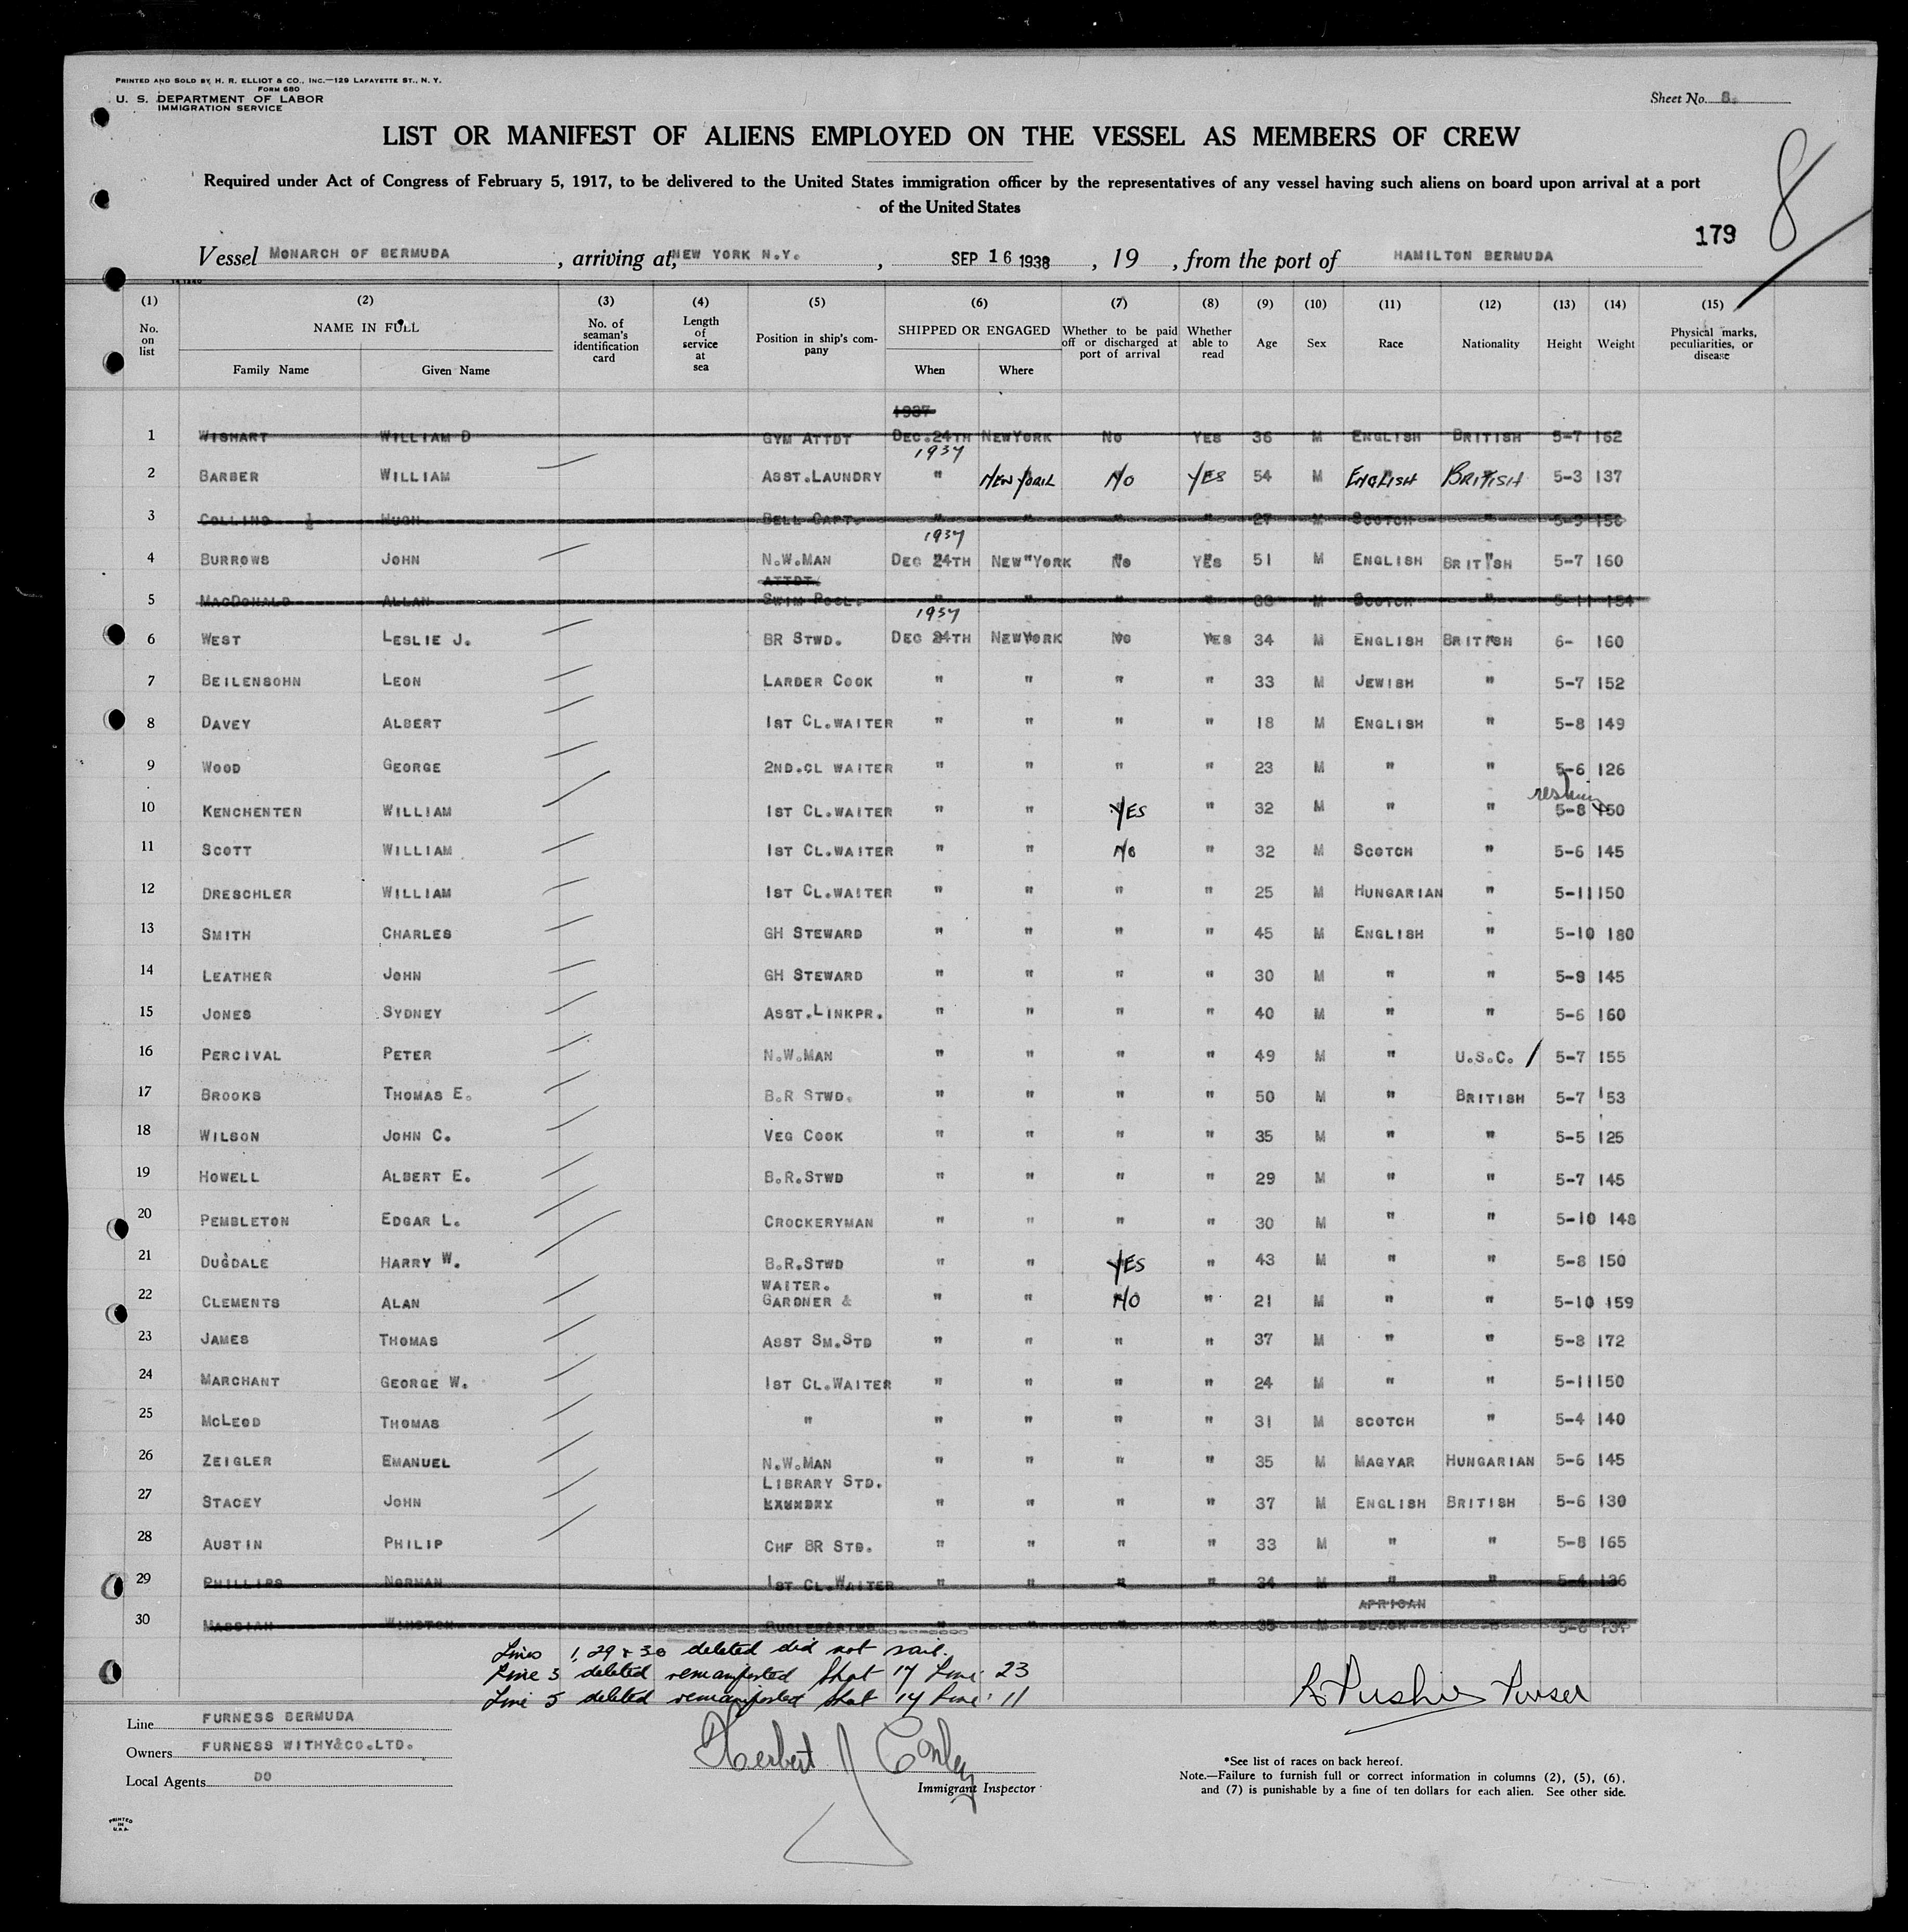 PRINTED AND SOLD BY H. R. ELLIOT & CO., INC.—129 LAFAYETTE ST., N. Y.
FORM 680
U. S. DEPARTMENT OF LABOR
IMMIGRATION SERVICE
Sheet No. 8.
LIST OR MANIFEST OF ALIENS EMPLOYED ON THE VESSEL AS MEMBERS OF CREW
8
Required under Act of Congress of February 5, 1917, to be delivered to the United States immigration officer by the representatives of any vessel having such aliens on board upon arrival at a port
of the United States
179
Vessel MONARCH OF BERMUDA, arriving at, NEW YORK N.Y., SEP 16 1938, 19 , from the port of HAMILTON BERMUDA
(1) (2) (3) (4) (5) (6) (7) (8) (9) (10) (11) (12) (13) (14) (15)
No. on list NAME IN FULL No. of seaman's identification card Length of service at sea Position in ship's company SHIPPED OR ENGAGED Whether to be paid off or discharged at port of arrival Whether able to read Age Sex Race Nationality Height Weight Physical marks, peculiarities, or disease
Family Name Given Name When Where
1937
1 WISHART WILLIAM D GYM ATTDT DEC.24TH NEWYORK NO YES 36 M ENGLISH BRITISH 5-7 162
1937
2 BARBER WILLIAM ASST.LAUNDRY " NEW YORK NO YES 54 M ENGLISH BRITISH 5-3 137
3 COLLINS HUGH BELL CAPT. " " " " 27 M SCOTCH " 5-9 156
1937
4 BURROWS JOHN N.W.MAN DEC 24TH NEW YORK NO YES 51 M ENGLISH BRITISH 5-7 160
ATTDT.
5 MACDONALD ALLAN SWIM POOL. " " " " M SCOTCH " 5-11 154
1937
6 WEST LESLIE J. BR STWD. DEC 24TH NEWYORK NO YES 34 M ENGLISH BRITISH 6- 160
7 BEILENSOHN LEON LARDER COOK " " " " 33 M JEWISH " 5-7 152
8 DAVEY ALBERT 1ST CL.WAITER " " " " 18 M ENGLISH " 5-8 149
9 WOOD GEORGE 2ND.CL WAITER " " " " 23 M " " 5-6 126
10 KENCHENTEN WILLIAM 1ST CL.WAITER " " YES " 32 M " " 5-8 150
11 SCOTT WILLIAM 1ST CL.WAITER " " NO " 32 M SCOTCH " 5-6 145
12 DRESCHLER WILLIAM 1ST CL.WAITER " " " " 25 M HUNGARIAN " 5-11 150
13 SMITH CHARLES GH STEWARD " " " " 45 M ENGLISH " 5-10 180
14 LEATHER JOHN GH STEWARD " " " " 30 M " " 5-9 145
15 JONES SYDNEY ASST.LINKPR. " " " " 40 M " " 5-6 160
16 PERCIVAL PETER N.W.MAN " " " " 49 M " U.S.C. / 5-7 155
17 BROOKS THOMAS E. B.R STWD. " " " " 50 M " BRITISH 5-7 153
18 WILSON JOHN C. VEG COOK " " " " 35 M " " 5-5 125
19 HOWELL ALBERT E. B.R.STWD " " " " 29 M " " 5-7 145
20 PEMBLETON EDGAR L. CROCKERYMAN " " " " 30 M " " 5-10 148
21 DUGDALE HARRY W. B.R.STWD " " YES " 43 M " " 5-8 150
WAITER.
22 CLEMENTS ALAN GARDNER & " " NO " 21 M " " 5-10 159
23 JAMES THOMAS ASST SM.STD " " " " 37 M " " 5-8 172
24 MARCHANT GEORGE W. 1ST CL.WAITER " " " " 24 M " " 5-11 150
25 MCLEOD THOMAS " " " " " 31 M SCOTCH " 5-4 140
26 ZEIGLER EMANUEL N.W.MAN " " " " 35 M MAGYAR HUNGARIAN 5-6 145
LIBRARY STD.
27 STACEY JOHN LAUNDRY " " " " 37 M ENGLISH BRITISH 5-6 130
28 AUSTIN PHILIP CHF BR STD. " " " " 33 M " " 5-8 165
29 PHILLIPS NORMAN 1ST CL.WAITER " " " " 34 M " " 5-4 136
AFRICAN
30 MASSIAH WINSTON " " " " 35 M BLACK " 5-6 137
Lines 1, 29 & 30 deleted did not sail.
Line 3 deleted remanifested Shat 17 Line 23
Line 5 deleted remanifested Shat 14 Line 11
Purser
Line FURNESS BERMUDA
Owners FURNESS WITHY&CO.LTD.
Local Agents DO
Herbert J Conley
Immigrant Inspector
*See list of races on back hereof.
Note.—Failure to furnish full or correct information in columns (2), (5), (6),
and (7) is punishable by a fine of ten dollars for each alien. See other side.
PRINTED
IN
U.S.A.